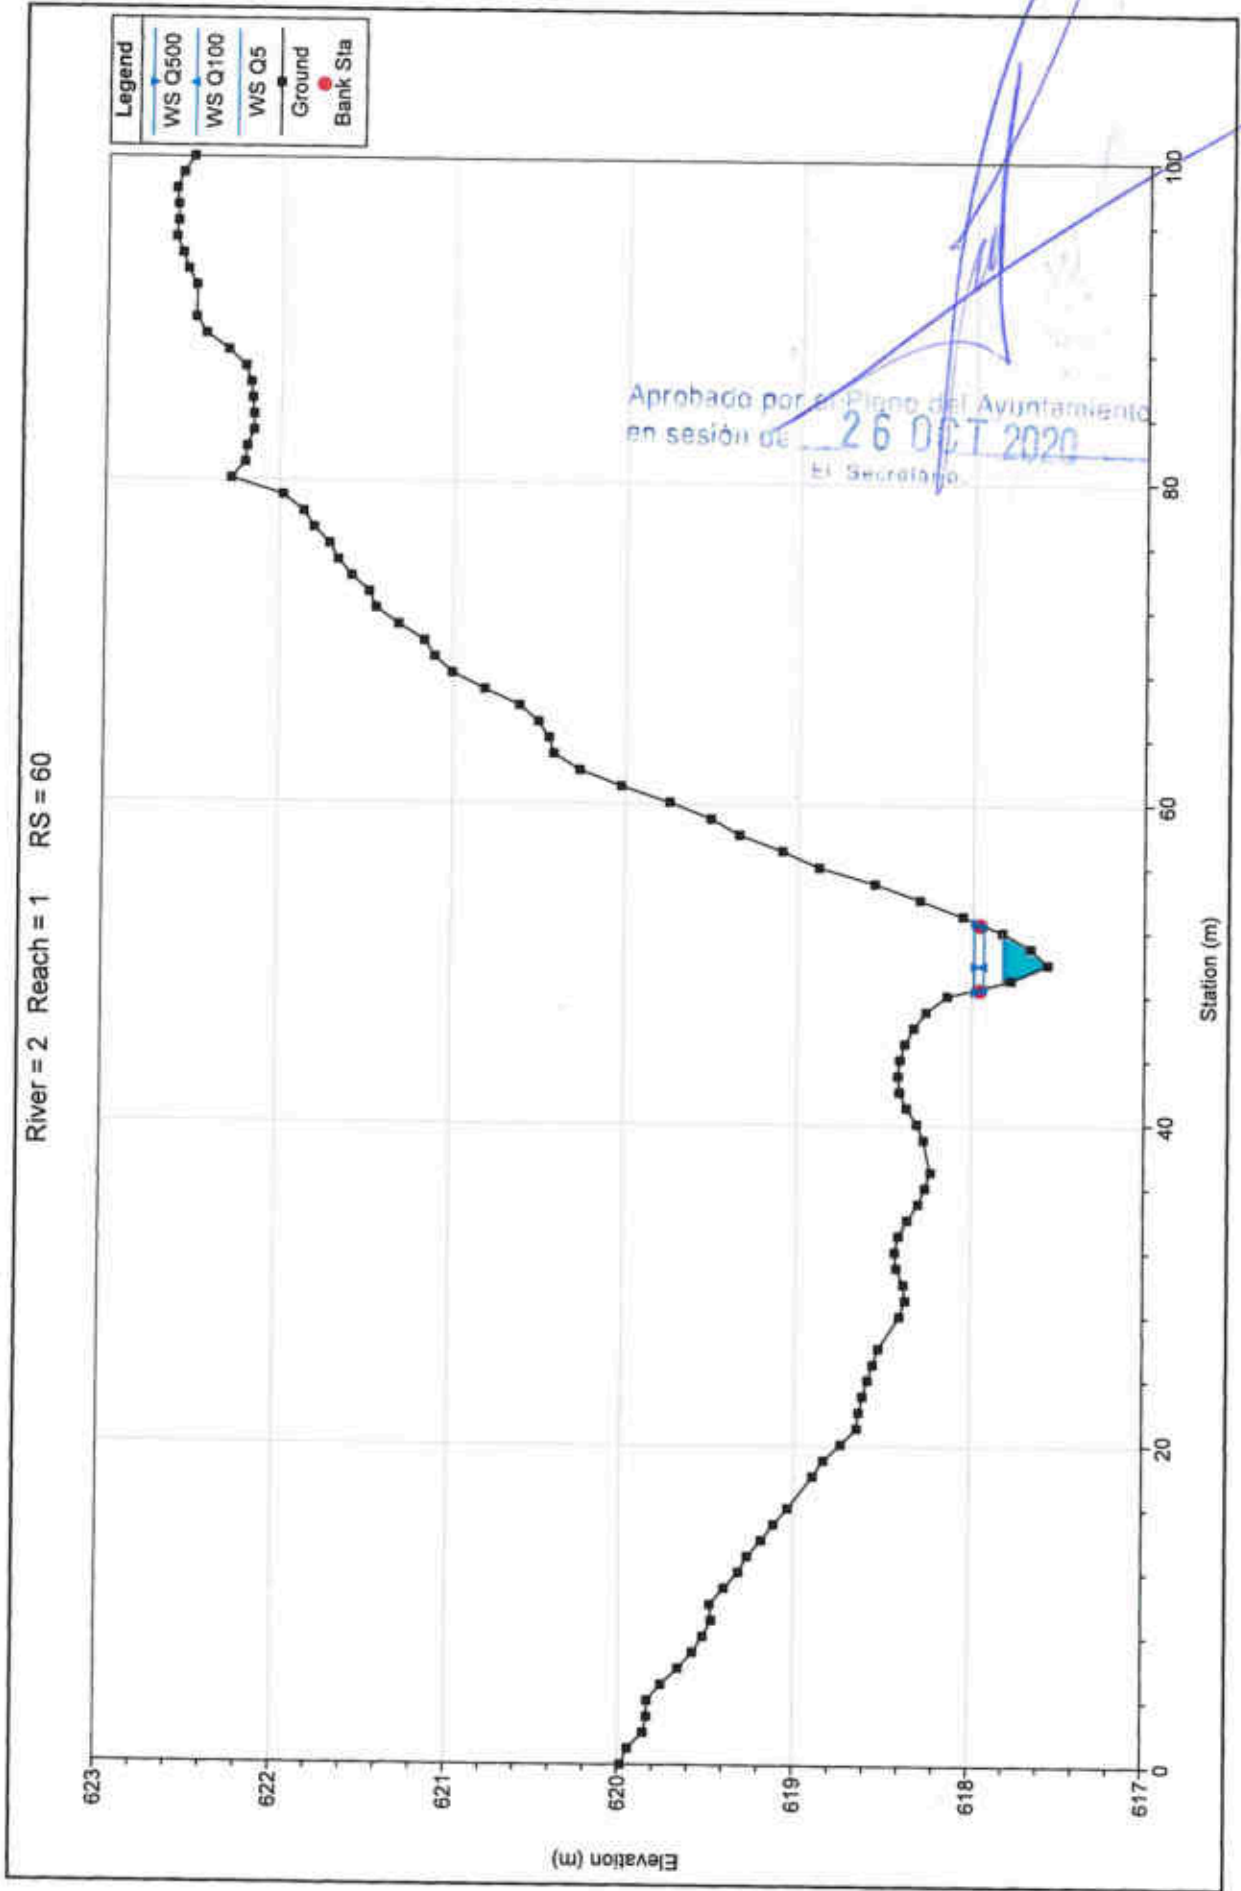 River = 2 Reach = 1 RS = 60
Legend
WS Q500
WS Q100
WS Q5
Ground
Bank Sta
Elevation (m)
623
622
621
620
619
618
617
0
20
40
60
80
100
Station (m)
Aprobado por el Pleno del Ayuntamiento
en sesión de 26 OCT 2020
El Secretario.